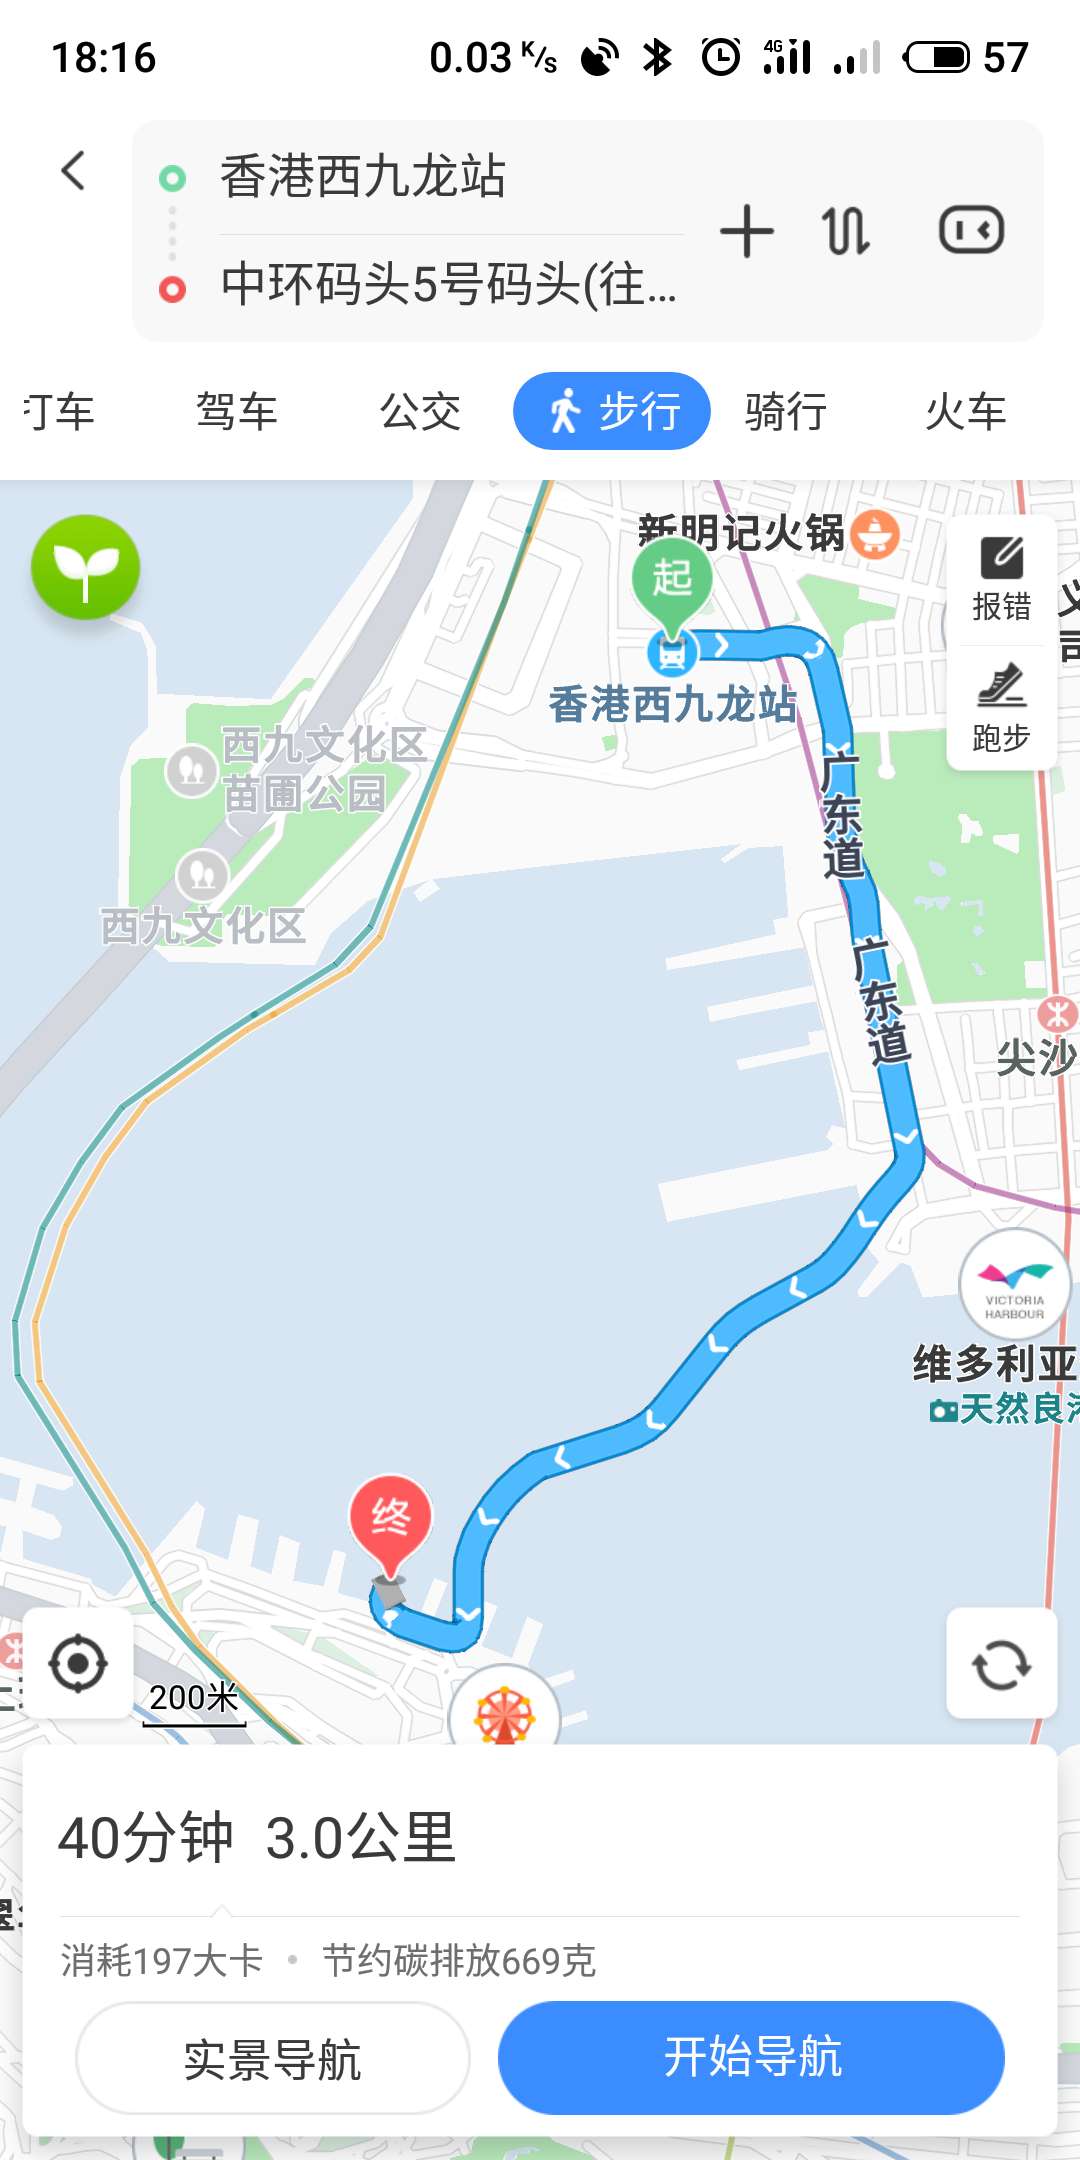 18:16
0.03 K/s
4G
57
香港西九龙站
中环码头5号码头(往...
打车 驾车 公交 步行 骑行 火车
新明记火锅
起
报错
香港西九龙站
跑步
西九文化区
苗圃公园
广东道
西九文化区
广东道
尖沙
VICTORIA
HARBOUR
维多利亚
天然良港
终
200米
40分钟 3.0公里
消耗197大卡 • 节约碳排放669克
实景导航
开始导航